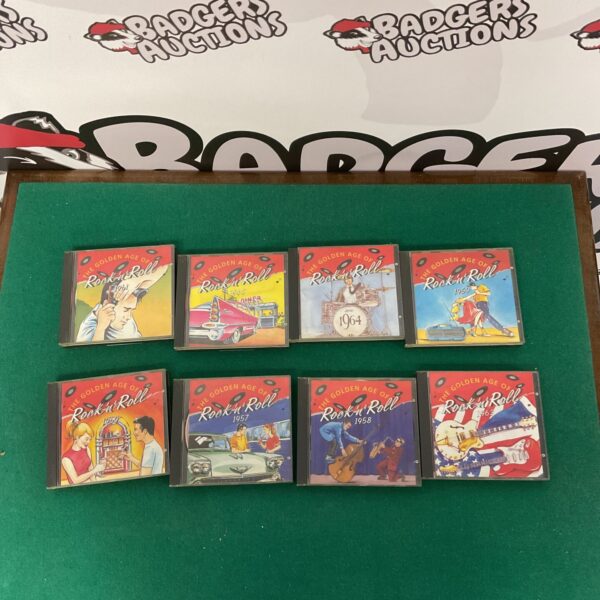 BADGERS
AUCTIONS
BADGERS
AUCTIONS
BADGER
THE GOLDEN AGE OF
Rock 'n' Roll
THE GOLDEN AGE OF
Rock 'n' Roll
DINER
THE GOLDEN AGE OF
Rock 'n' Roll
1964
THE GOLDEN AGE OF
Rock 'n' Roll
THE GOLDEN AGE OF
Rock 'n' Roll
THE GOLDEN AGE OF
Rock 'n' Roll
1957
THE GOLDEN AGE OF
Rock 'n' Roll
1958
THE GOLDEN AGE OF
Rock 'n' Roll